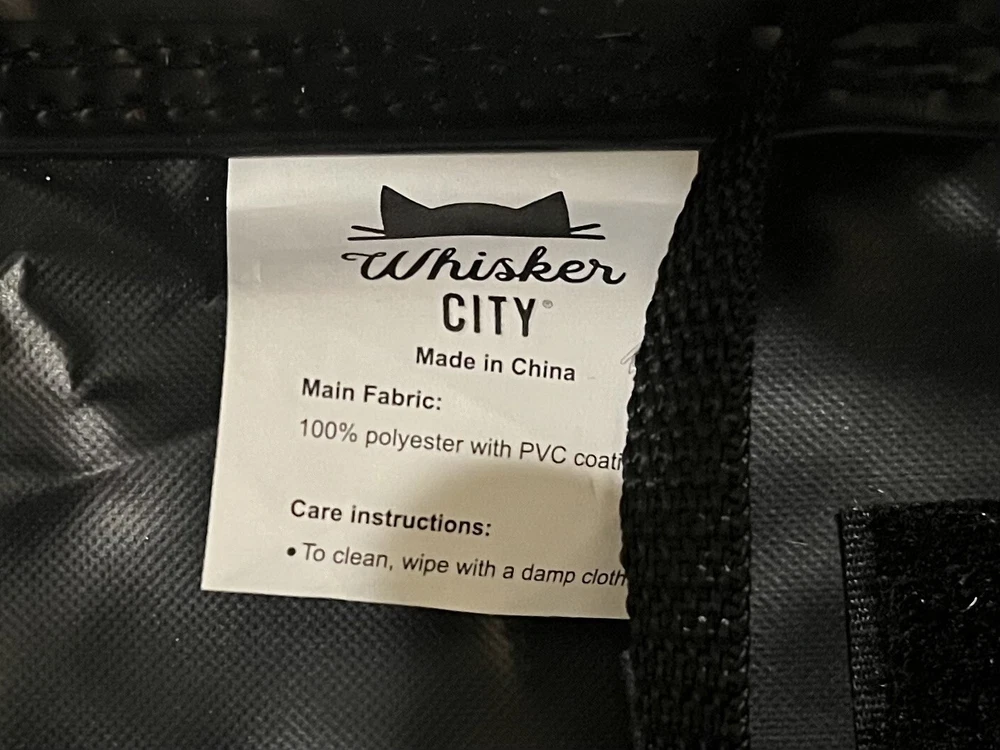 Whisker
CITY®
Made in China
Main Fabric:
100% polyester with PVC coati
Care instructions:
• To clean, wipe with a damp cloth